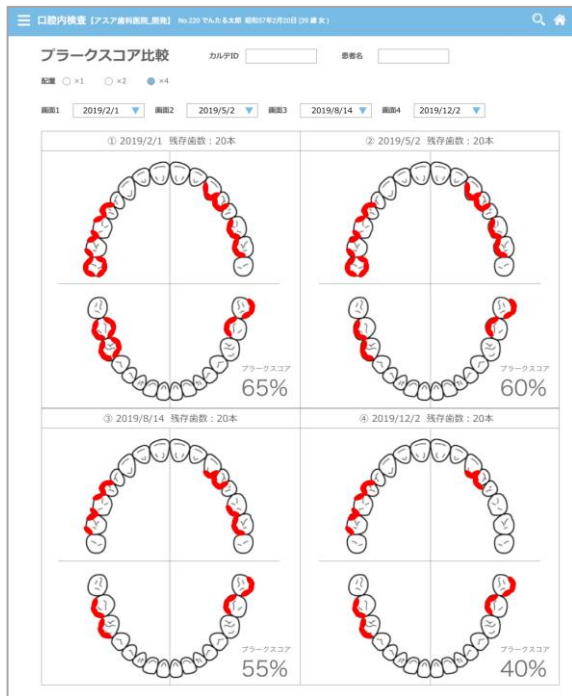 口腔内検査【アスア歯科医院_開発】 No.220 でんたる太郎 昭和57年2月20日 (39 歳 女 )
プラークスコア比較 カルテID 患者名
配置 ×1 ×2 ×4
画面1 2019/2/1 画面2 2019/5/2 画面3 2019/8/14 画面4 2019/12/2
① 2019/2/1 残存歯数:20本
② 2019/5/2 残存歯数:20本
プラークスコア
65%
プラークスコア
60%
③ 2019/8/14 残存歯数:20本
④ 2019/12/2 残存歯数:20本
プラークスコア
55%
プラークスコア
40%